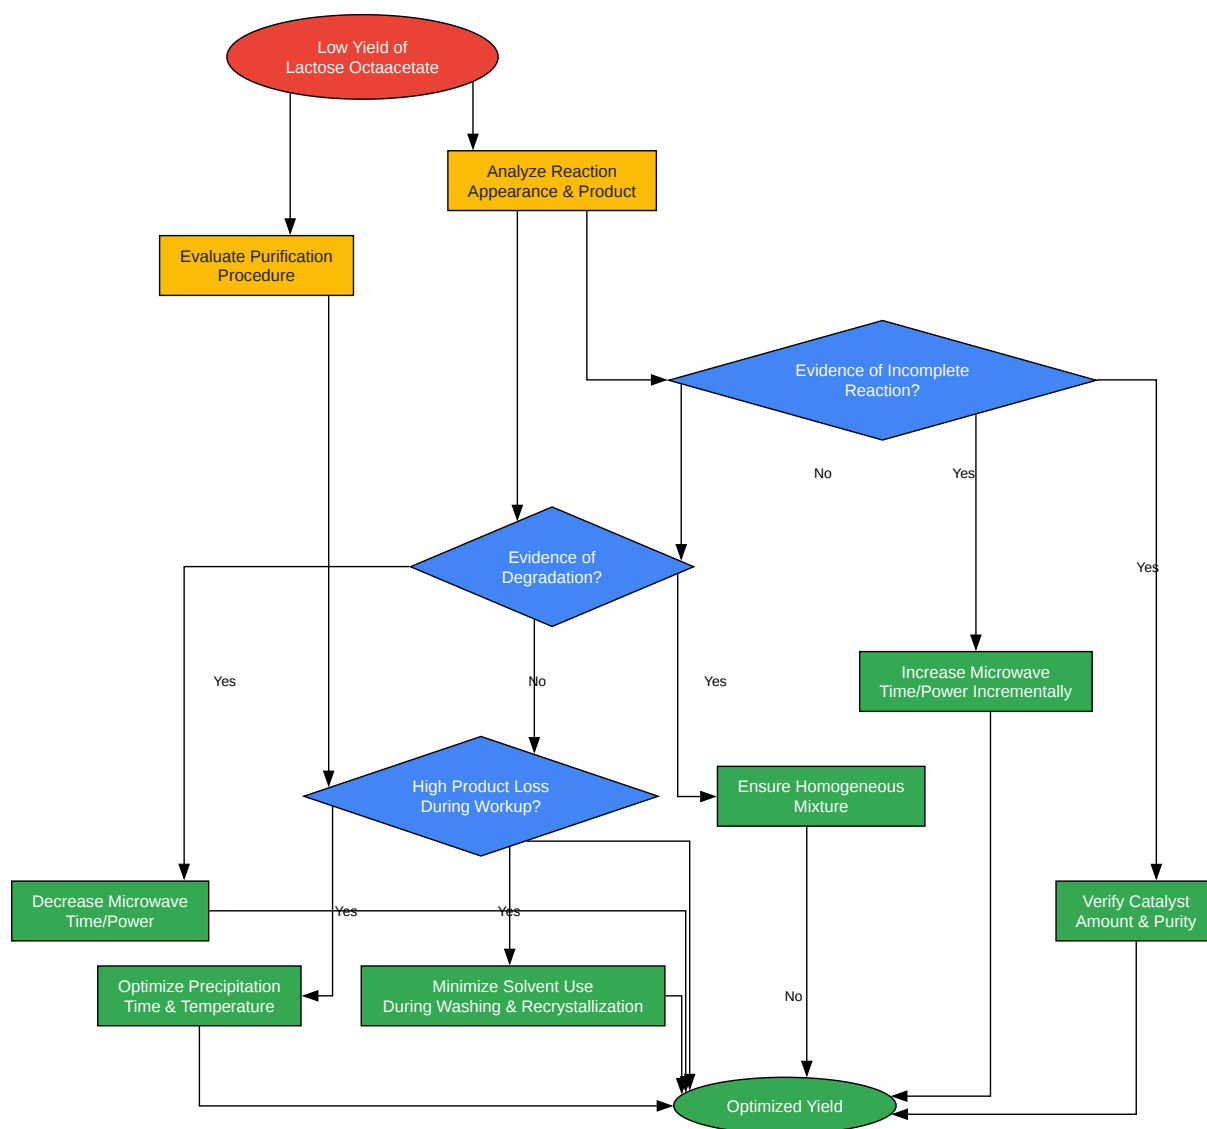 Low Yield of
Lactose Octaacetate
Analyze Reaction
Appearance & Product
Evaluate Purification
Procedure
Evidence of Incomplete
Reaction?
No
Yes
Evidence of
Degradation?
Yes
Increase Microwave
Time/Power Incrementally
Yes
No
Yes
High Product Loss
During Workup?
Ensure Homogeneous
Mixture
Decrease Microwave
Time/Power
Yes
Yes
Verify Catalyst
Amount & Purity
Optimize Precipitation
Time & Temperature
Minimize Solvent Use
During Washing & Recrystallization
No
Optimized Yield